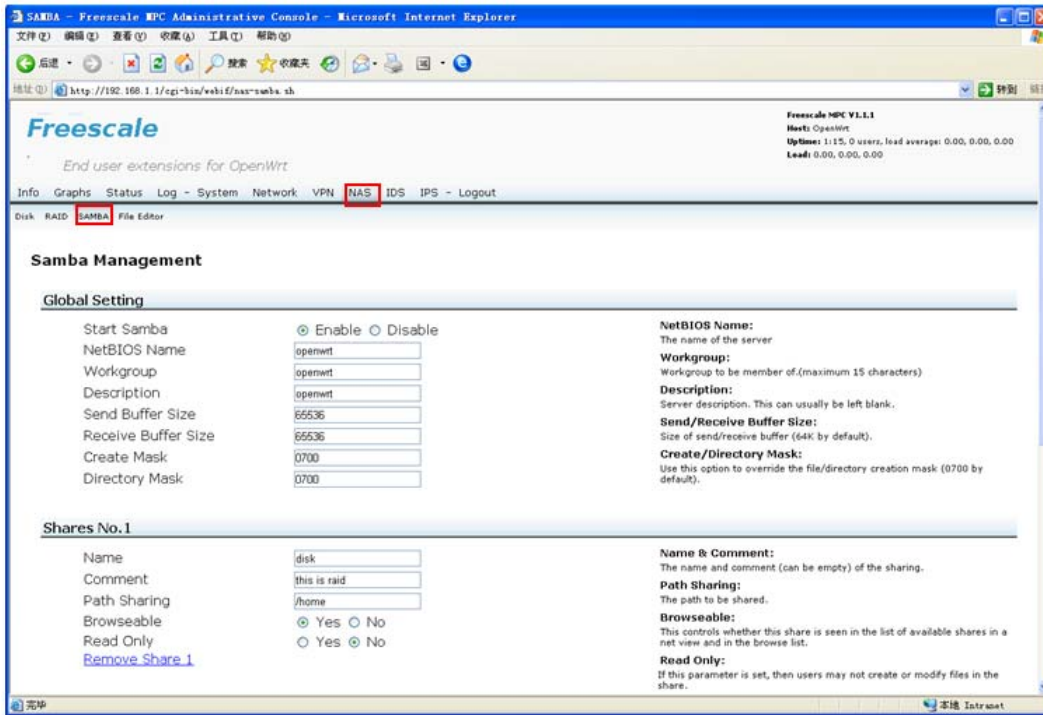 SAMBA - Freescale MPC Administrative Console - Microsoft Internet Explorer
文件(F) 编辑(E) 查看(V) 收藏(A) 工具(T) 帮助(H)
后退 搜索 收藏夹
地址(D) http://192.168.1.1/cgi-bin/webif/nas-samba.sh 转到
Freescale
End user extensions for OpenWrt
Freescale MPC V1.1.1
Host: OpenWrt
Uptime: 1:15, 0 users, load average: 0.00, 0.00, 0.00
Load: 0.00, 0.00, 0.00
Info Graphs Status Log - System Network VPN NAS IDS IPS - Logout
Disk RAID SAMBA File Editor
Samba Management
Global Setting
Start Samba Enable Disable
NetBIOS Name openwrt
Workgroup openwrt
Description openwrt
Send Buffer Size 65536
Receive Buffer Size 65536
Create Mask 0700
Directory Mask 0700
NetBIOS Name:
The name of the server
Workgroup:
Workgroup to be member of.(maximum 15 characters)
Description:
Server description. This can usually be left blank.
Send/Receive Buffer Size:
Size of send/receive buffer (64K by default).
Create/Directory Mask:
Use this option to override the file/directory creation mask (0700 by
default).
Shares No.1
Name disk
Comment this is raid
Path Sharing /home
Browseable Yes No
Read Only Yes No
Remove Share 1
Name & Comment:
The name and comment (can be empty) of the sharing.
Path Sharing:
The path to be shared.
Browseable:
This controls whether this share is seen in the list of available shares in a
net view and in the browse list.
Read Only:
If this parameter is set, then users may not create or modify files in the
share.
完毕 本地 Intranet